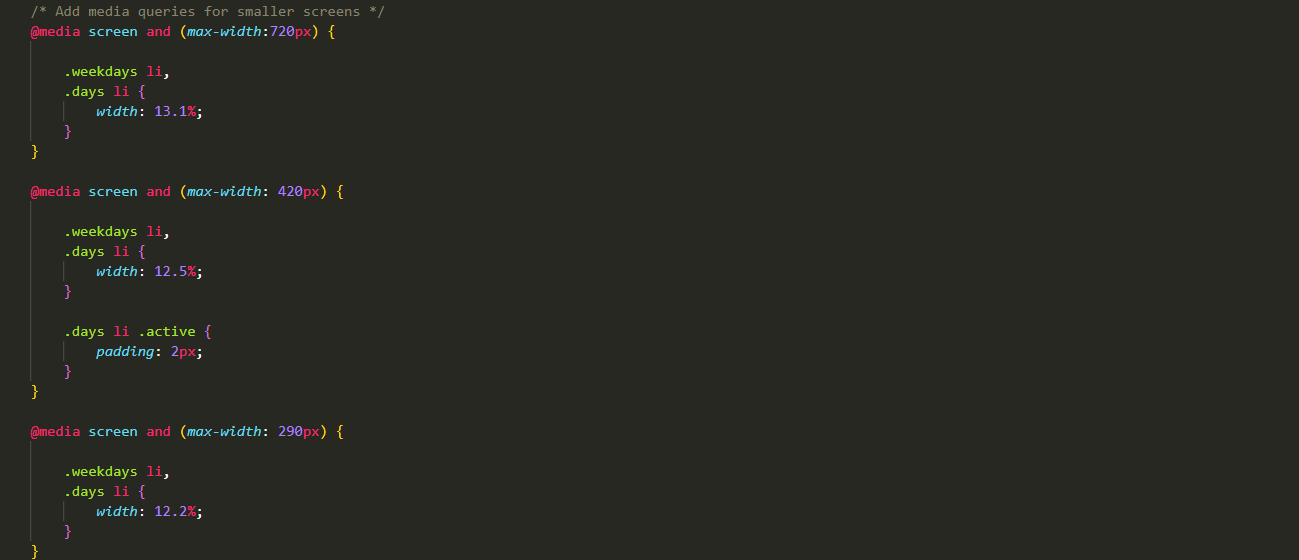 /* Add media queries for smaller screens */
@media screen and (max-width:720px) {
.weekdays li,
.days li {
width: 13.1%;
}
}
@media screen and (max-width: 420px) {
.weekdays li,
.days li {
width: 12.5%;
}
.days li .active {
padding: 2px;
}
}
@media screen and (max-width: 290px) {
.weekdays li,
.days li {
width: 12.2%;
}
}